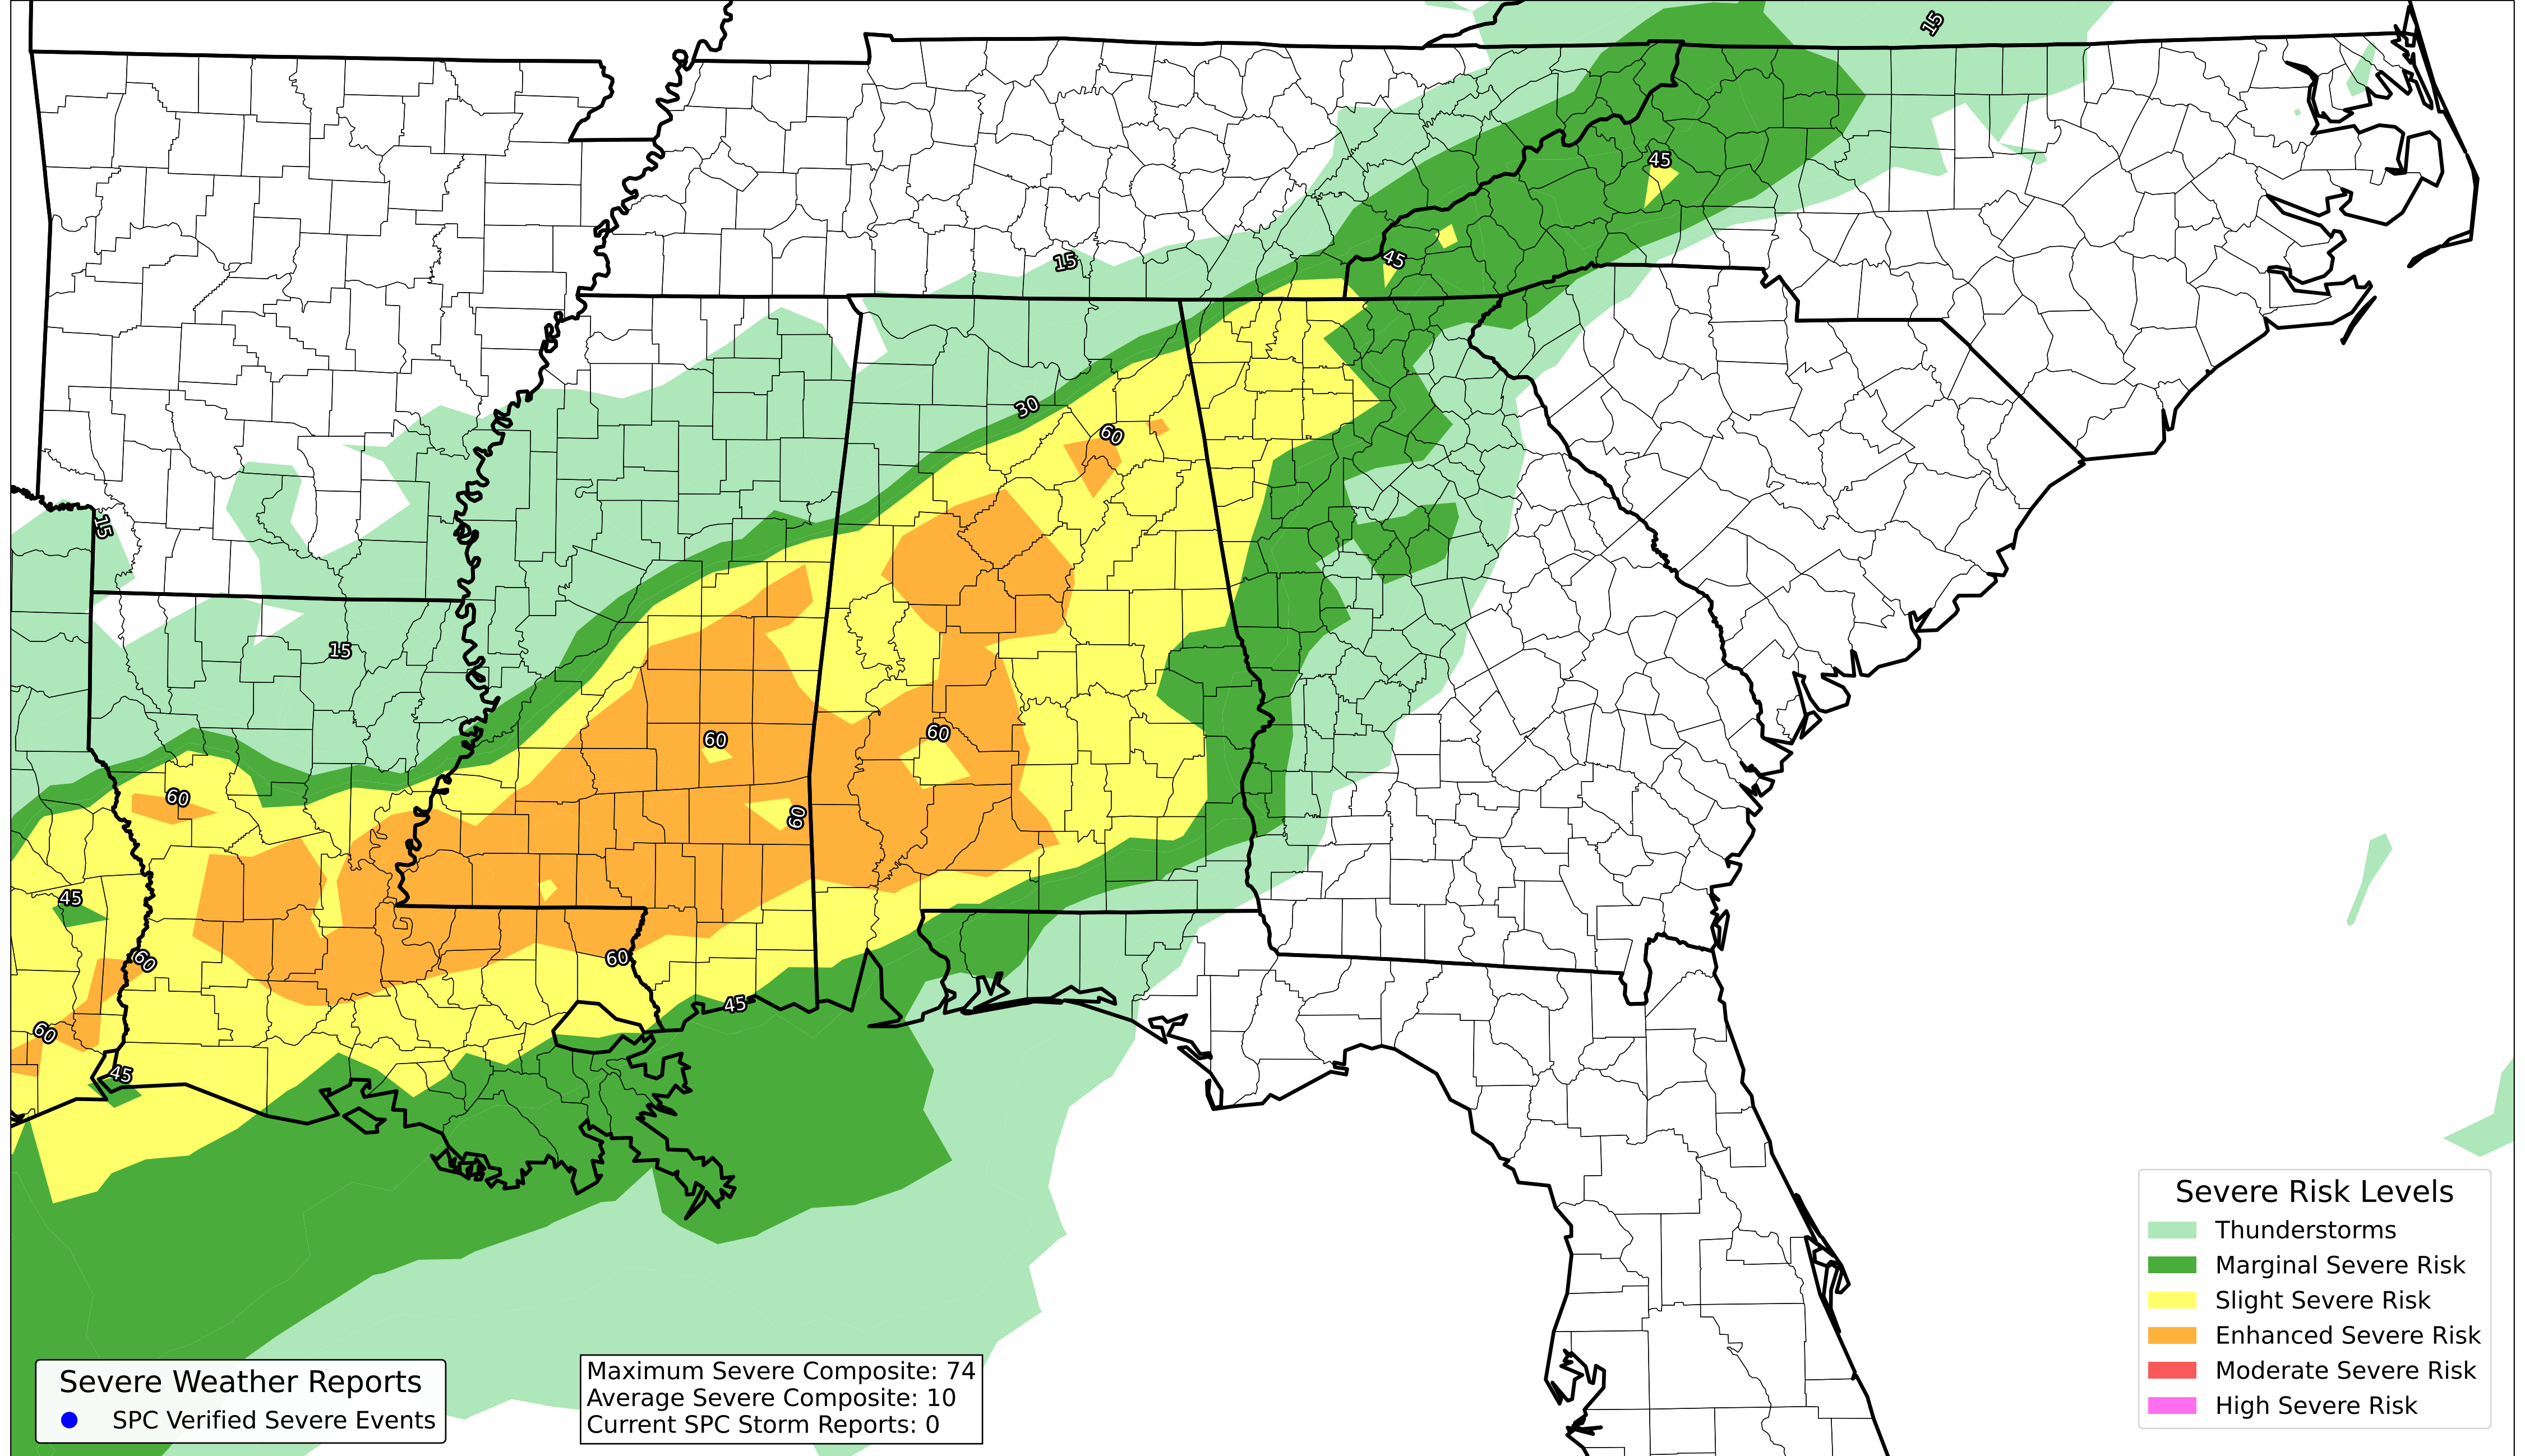 15
45
45
15
30
60
15
15
60
60
60
60
45
60
60
45
60
45
Severe Risk Levels
Thunderstorms
Marginal Severe Risk
Slight Severe Risk
Enhanced Severe Risk
Moderate Severe Risk
High Severe Risk
Severe Weather Reports
SPC Verified Severe Events
Maximum Severe Composite: 74
Average Severe Composite: 10
Current SPC Storm Reports: 0